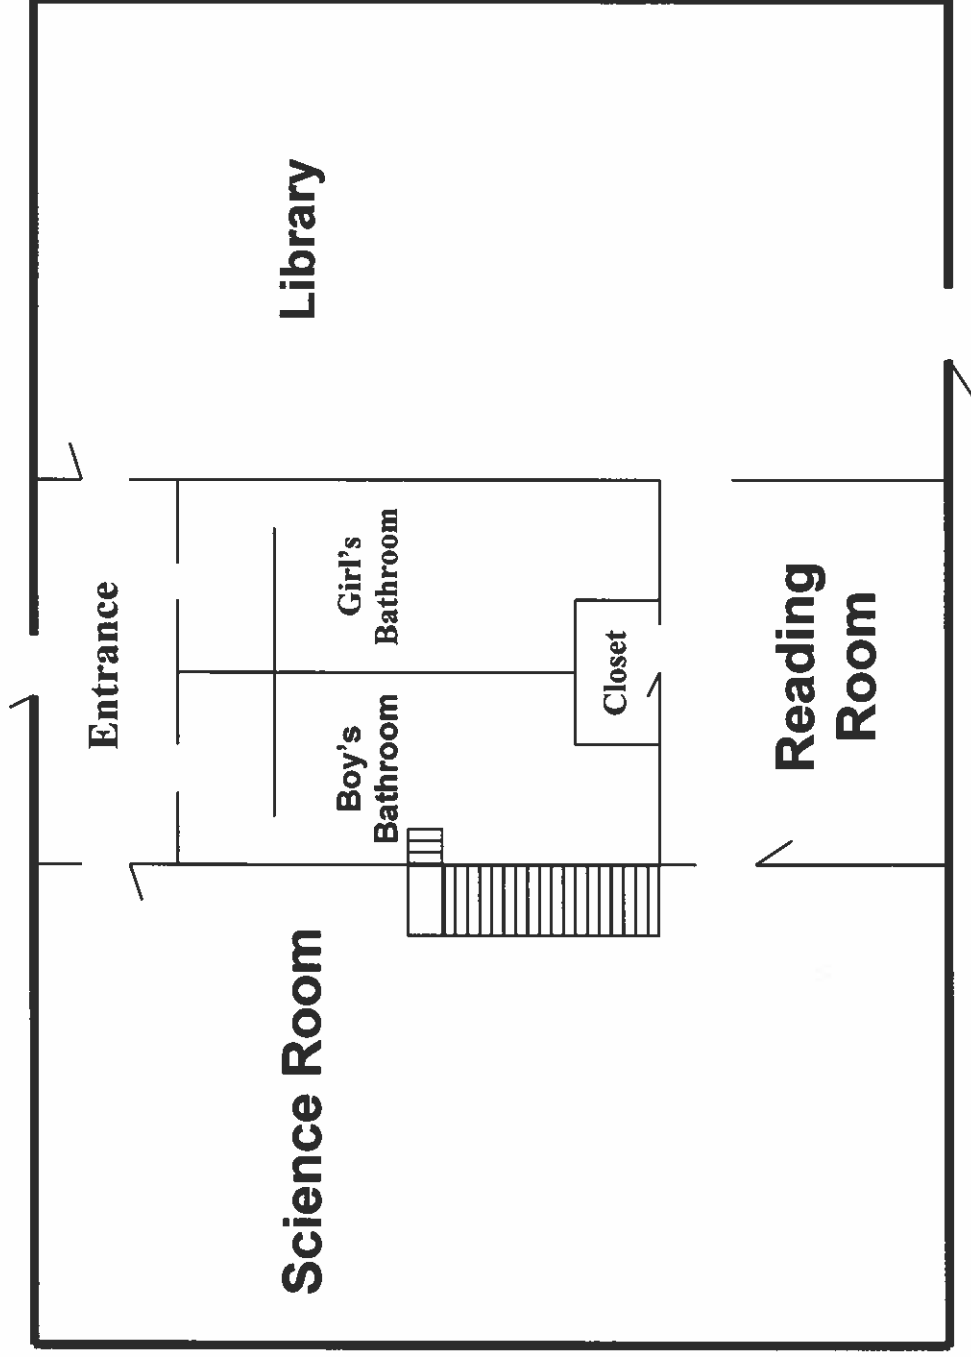 Entrance
Science Room
Library
Boy's
Bathroom
Girl's
Bathroom
Closet
Reading
Room